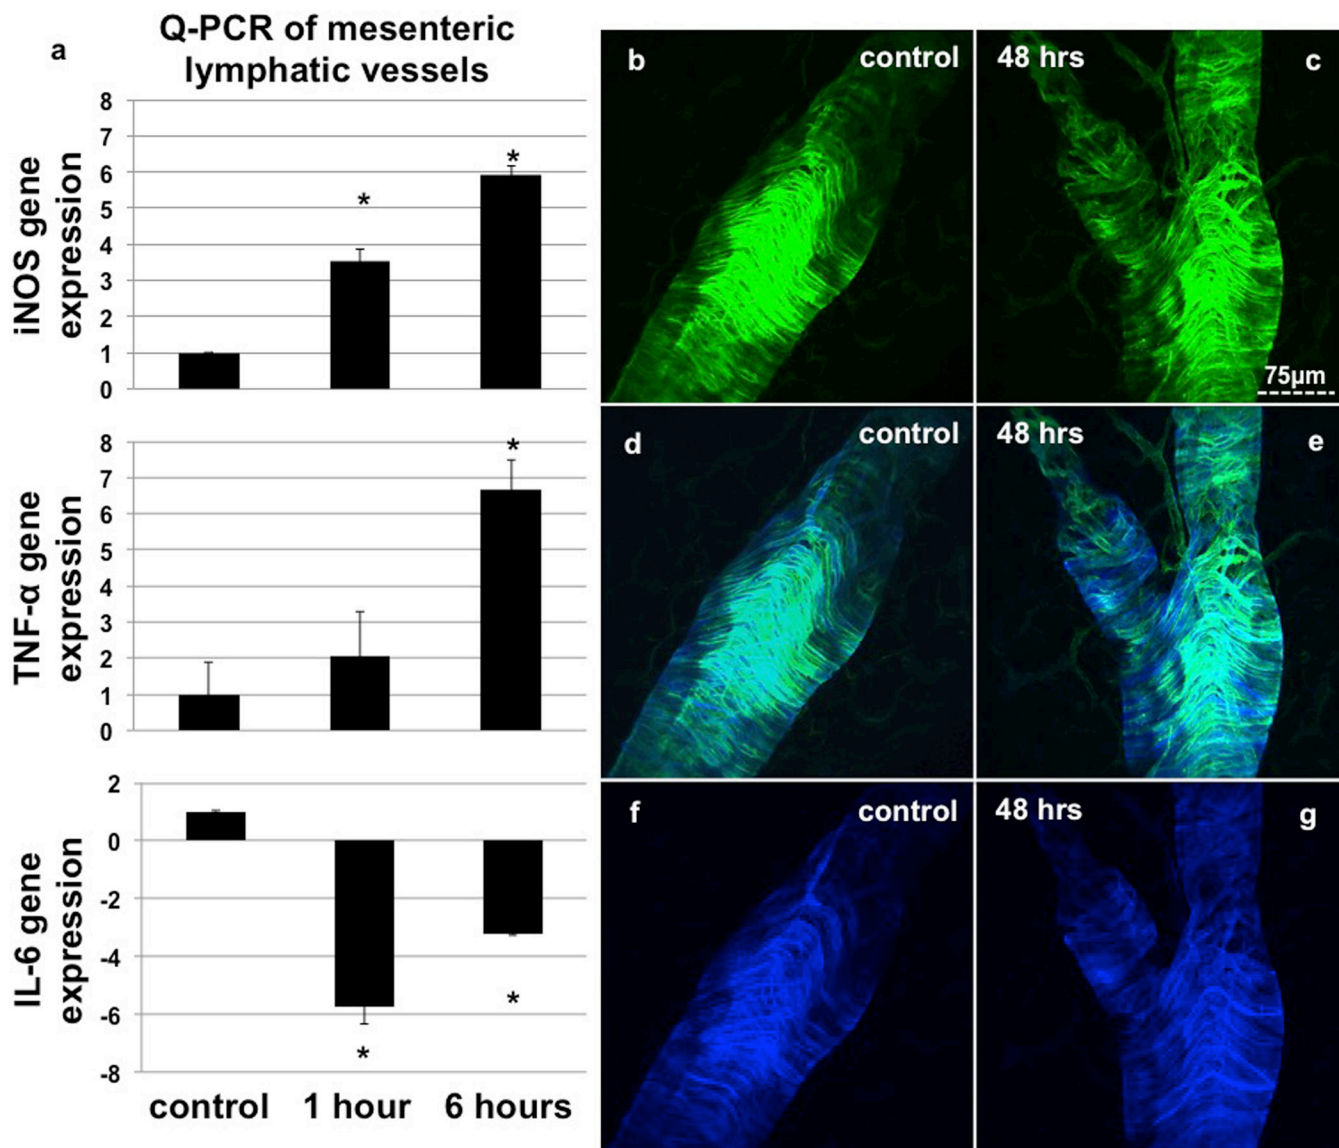 a
Q-PCR of mesenteric
lymphatic vessels
iNOS gene
expression
8
7
6
5
4
3
2
1
0
*
*
TNF-α gene
expression
8
7
6
5
4
3
2
1
0
*
IL-6 gene
expression
2
0
-2
-4
-6
-8
*
*
control 1 hour 6 hours
b control
48 hrs c
75µm
d control
48 hrs e
f control
48 hrs g